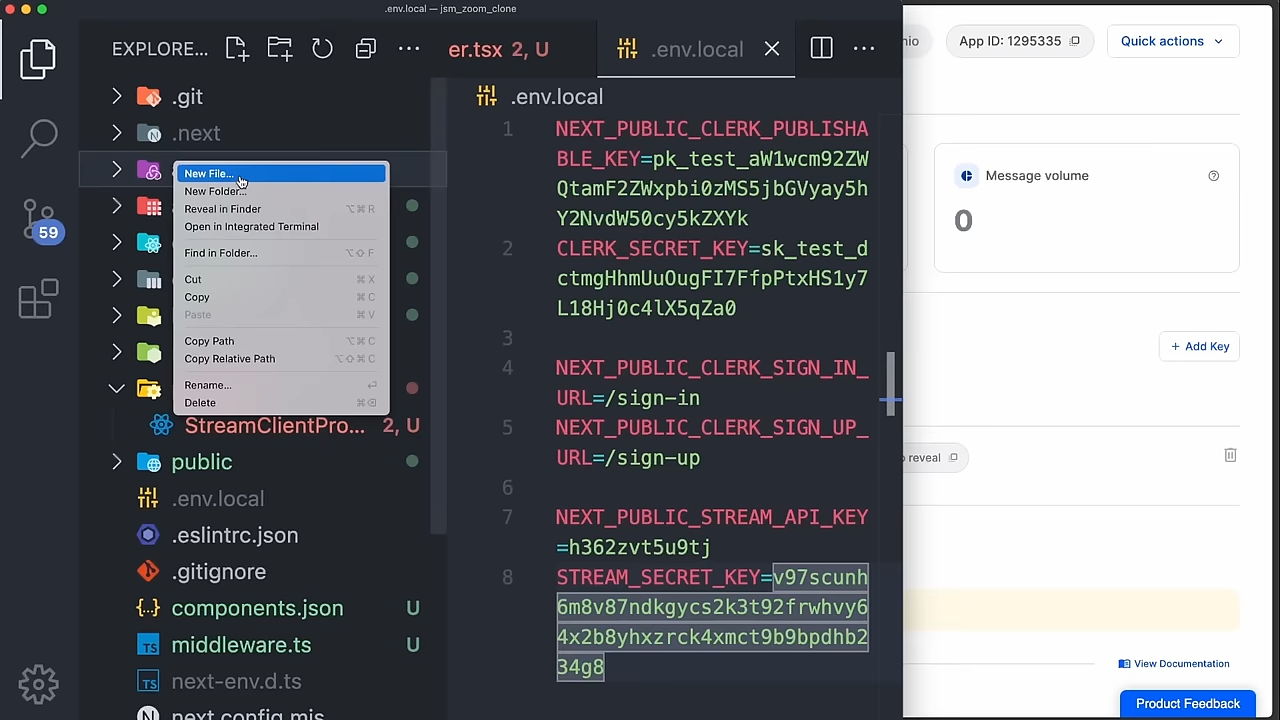 .env.local — jsm_zoom_clone
EXPLORE...
er.tsx 2, U
.env.local
.env.local
.git
.next
New File...
New Folder...
Reveal in Finder ⌥⌘R
Open in Integrated Terminal
Find in Folder... ⌥⇧F
Cut ⌘X
Copy ⌘C
Paste ⌘V
Copy Path ⌥⌘C
Copy Relative Path ⌥⇧⌘C
Rename...
Delete
StreamClientPro... 2, U
public
.env.local
.eslintrc.json
.gitignore
components.json U
middleware.ts U
next-env.d.ts
next.config.mjs
59
1 NEXT_PUBLIC_CLERK_PUBLISHA
BLE_KEY=pk_test_aW1wcm92ZW
QtamF2ZWxpbi0zMS5jbGVyay5h
Y2NvdW50cy5kZXYk
2 CLERK_SECRET_KEY=sk_test_d
ctmgHhmUuOugFI7FfpPtxHS1y7
L18Hj0c4lX5qZa0
3
4 NEXT_PUBLIC_CLERK_SIGN_IN_
URL=/sign-in
5 NEXT_PUBLIC_CLERK_SIGN_UP_
URL=/sign-up
6
7 NEXT_PUBLIC_STREAM_API_KEY
=h362zvt5u9tj
8 STREAM_SECRET_KEY=v97scunh
6m8v87ndkgycs2k3t92frwhvy6
4x2b8yhxzrck4xmct9b9bpdhb2
34g8
nio
App ID: 1295335
Quick actions
Message volume
0
+ Add Key
o reveal
View Documentation
Product Feedback